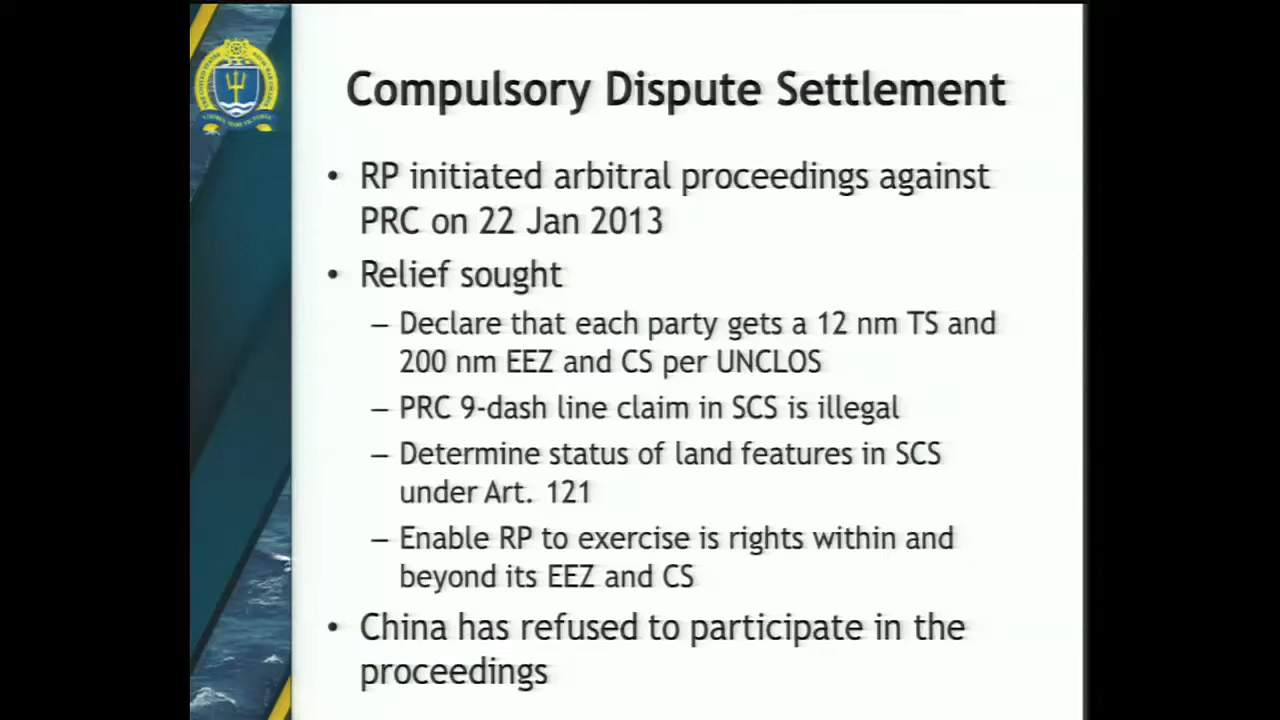 Compulsory Dispute Settlement
• RP initiated arbitral proceedings against
PRC on 22 Jan 2013
• Relief sought
– Declare that each party gets a 12 nm TS and
200 nm EEZ and CS per UNCLOS
– PRC 9-dash line claim in SCS is illegal
– Determine status of land features in SCS
under Art. 121
– Enable RP to exercise is rights within and
beyond its EEZ and CS
• China has refused to participate in the
proceedings